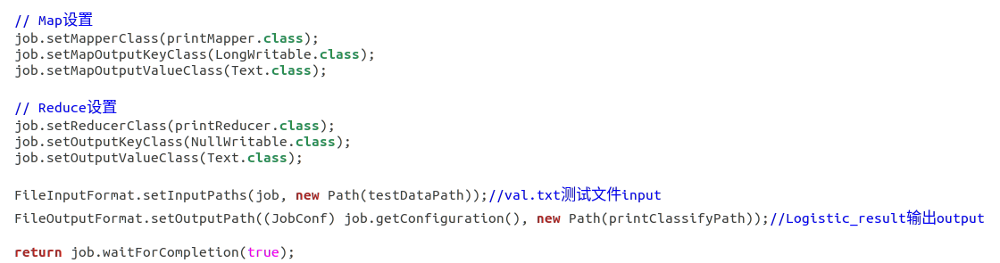 // Map设置
job.setMapperClass(printMapper.class);
job.setMapOutputKeyClass(LongWritable.class);
job.setMapOutputValueClass(Text.class);
// Reduce设置
job.setReducerClass(printReducer.class);
job.setOutputKeyClass(NullWritable.class);
job.setOutputValueClass(Text.class);
FileInputFormat.setInputPaths(job, new Path(testDataPath));//val.txt测试文件input
FileOutputFormat.setOutputPath((JobConf) job.getConfiguration(), new Path(printClassifyPath));//Logistic_result输出output
return job.waitForCompletion(true);